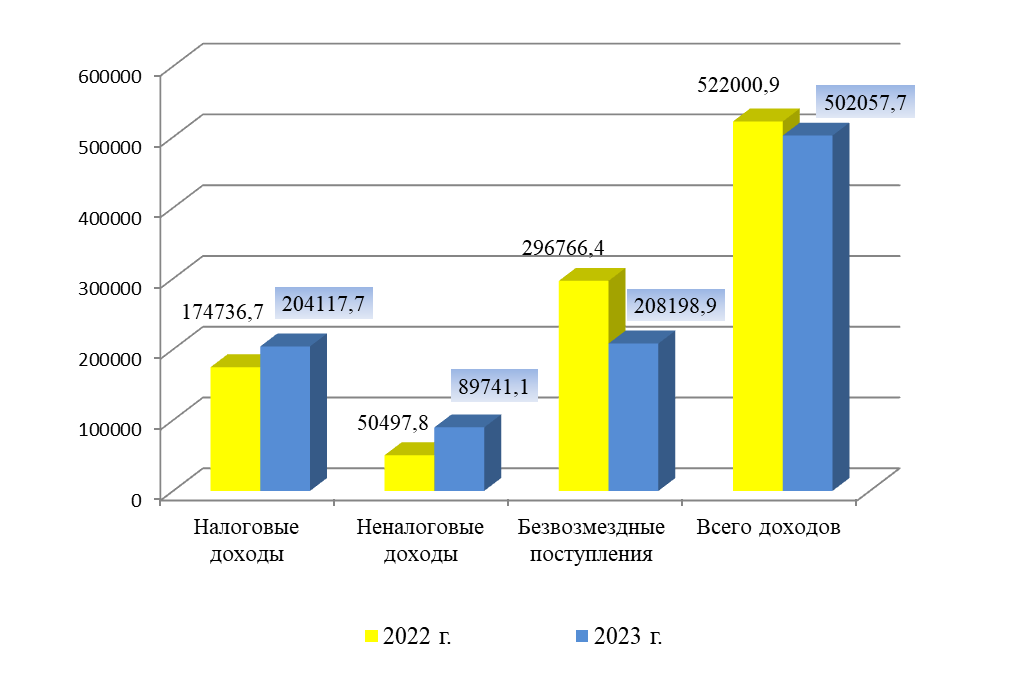 600000
500000
400000
300000
200000
100000
0
174736,7
204117,7
50497,8
89741,1
296766,4
208198,9
522000,9
502057,7
Налоговые
доходы
Неналоговые
доходы
Безвозмездные
поступления
Всего доходов
2022 г.
2023 г.